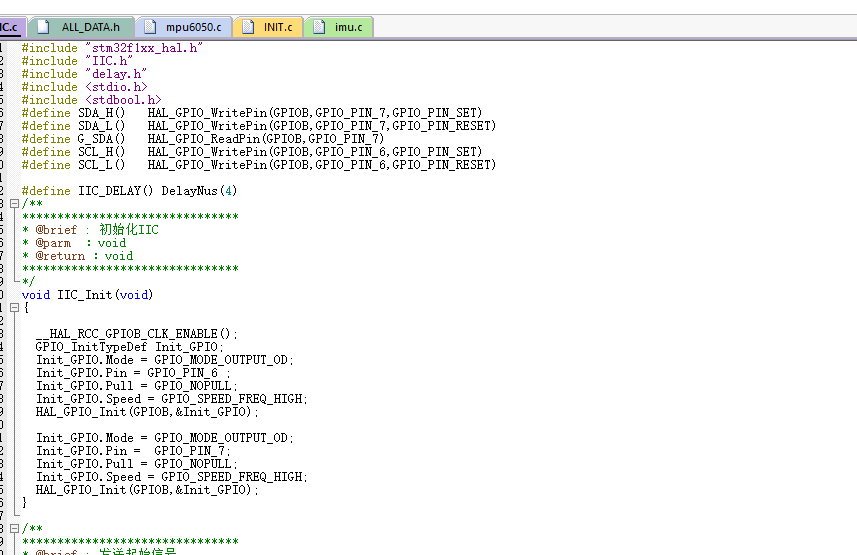 IC.c ALL_DATA.h mpu6050.c INIT.c imu.c
#include "stm32f1xx_hal.h"
#include "IIC.h"
#include "delay.h"
#include <stdio.h>
#include <stdbool.h>
#define SDA_H() HAL_GPIO_WritePin(GPIOB,GPIO_PIN_7,GPIO_PIN_SET)
#define SDA_L() HAL_GPIO_WritePin(GPIOB,GPIO_PIN_7,GPIO_PIN_RESET)
#define G_SDA() HAL_GPIO_ReadPin(GPIOB,GPIO_PIN_7)
#define SCL_H() HAL_GPIO_WritePin(GPIOB,GPIO_PIN_6,GPIO_PIN_SET)
#define SCL_L() HAL_GPIO_WritePin(GPIOB,GPIO_PIN_6,GPIO_PIN_RESET)
#define IIC_DELAY() DelayNus(4)
/**
*******************************
* @brief : 初始化IIC
* @parm : void
* @return : void
*******************************
*/
void IIC_Init(void)
{
__HAL_RCC_GPIOB_CLK_ENABLE();
GPIO_InitTypeDef Init_GPIO;
Init_GPIO.Mode = GPIO_MODE_OUTPUT_OD;
Init_GPIO.Pin = GPIO_PIN_6 ;
Init_GPIO.Pull = GPIO_NOPULL;
Init_GPIO.Speed = GPIO_SPEED_FREQ_HIGH;
HAL_GPIO_Init(GPIOB,&Init_GPIO);
Init_GPIO.Mode = GPIO_MODE_OUTPUT_OD;
Init_GPIO.Pin = GPIO_PIN_7;
Init_GPIO.Pull = GPIO_NOPULL;
Init_GPIO.Speed = GPIO_SPEED_FREQ_HIGH;
HAL_GPIO_Init(GPIOB,&Init_GPIO);
}
/**
*******************************
* @brief : 发送起始信号